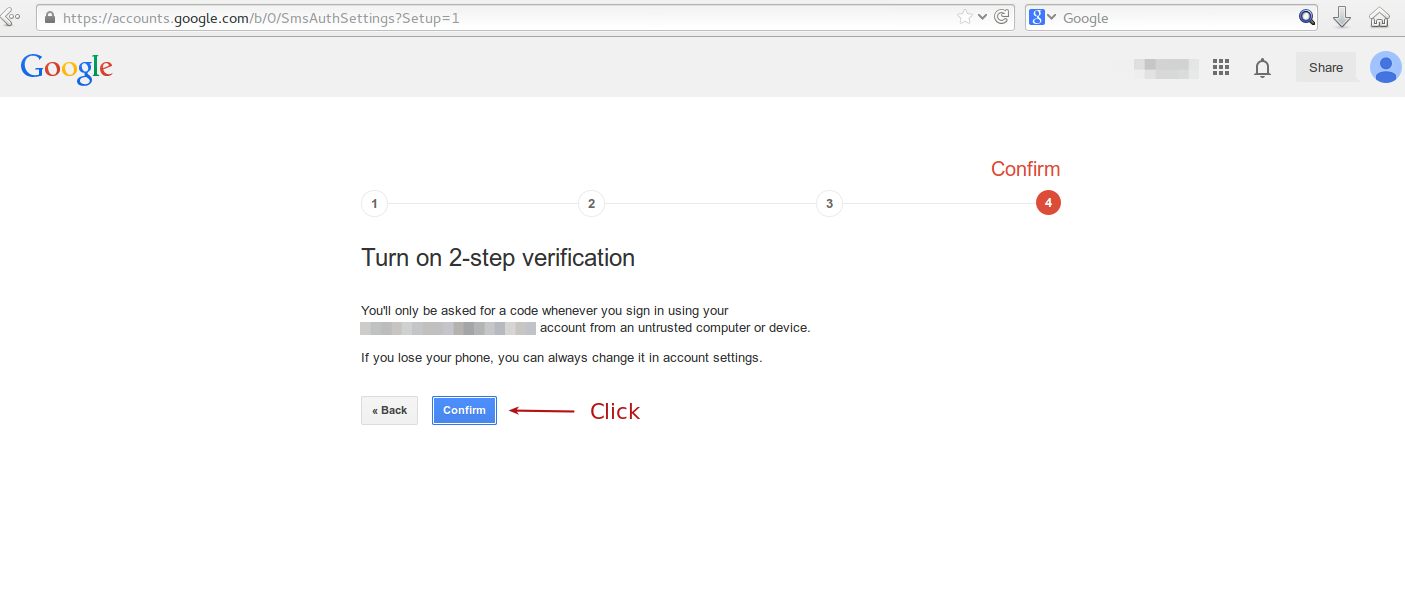 https://accounts.google.com/b/0/SmsAuthSettings?Setup=1
8 Google
Google
Share
Confirm
1 2 3 4
Turn on 2-step verification
You'll only be asked for a code whenever you sign in using your
account from an untrusted computer or device.
If you lose your phone, you can always change it in account settings.
« Back Confirm Click